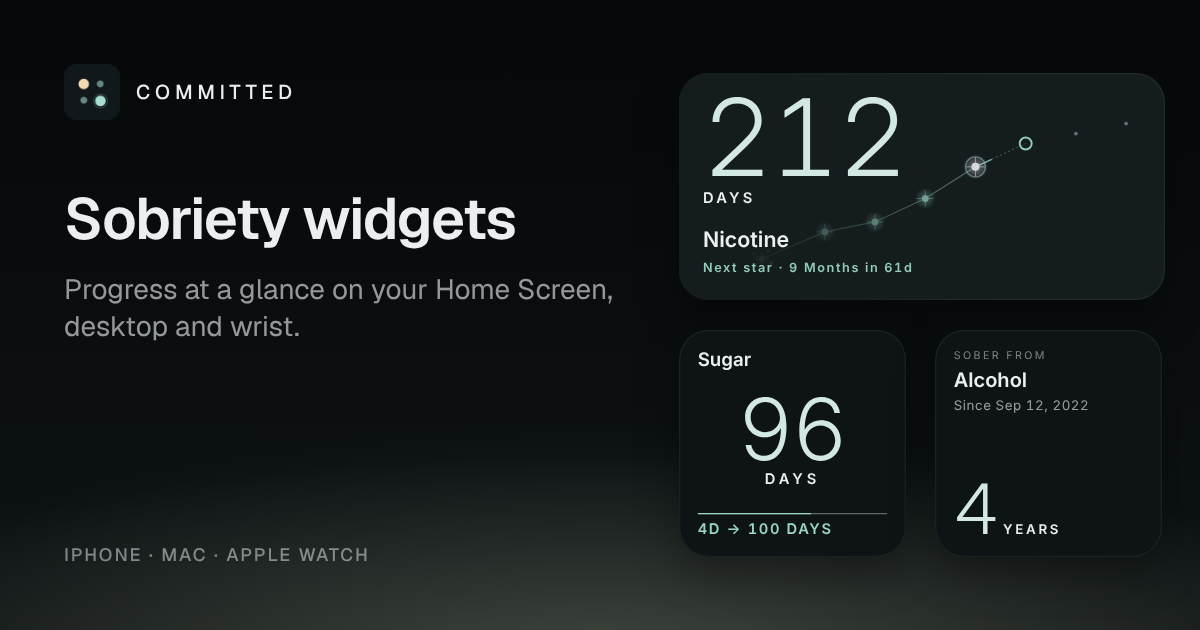 COMMITTED
Sobriety widgets
Progress at a glance on your Home Screen,
desktop and wrist.
IPHONE · MAC · APPLE WATCH
212
DAYS
Nicotine
Next star · 9 Months in 61d
Sugar
96
DAYS
4D → 100 DAYS
SOBER FROM
Alcohol
Since Sep 12, 2022
4 YEARS